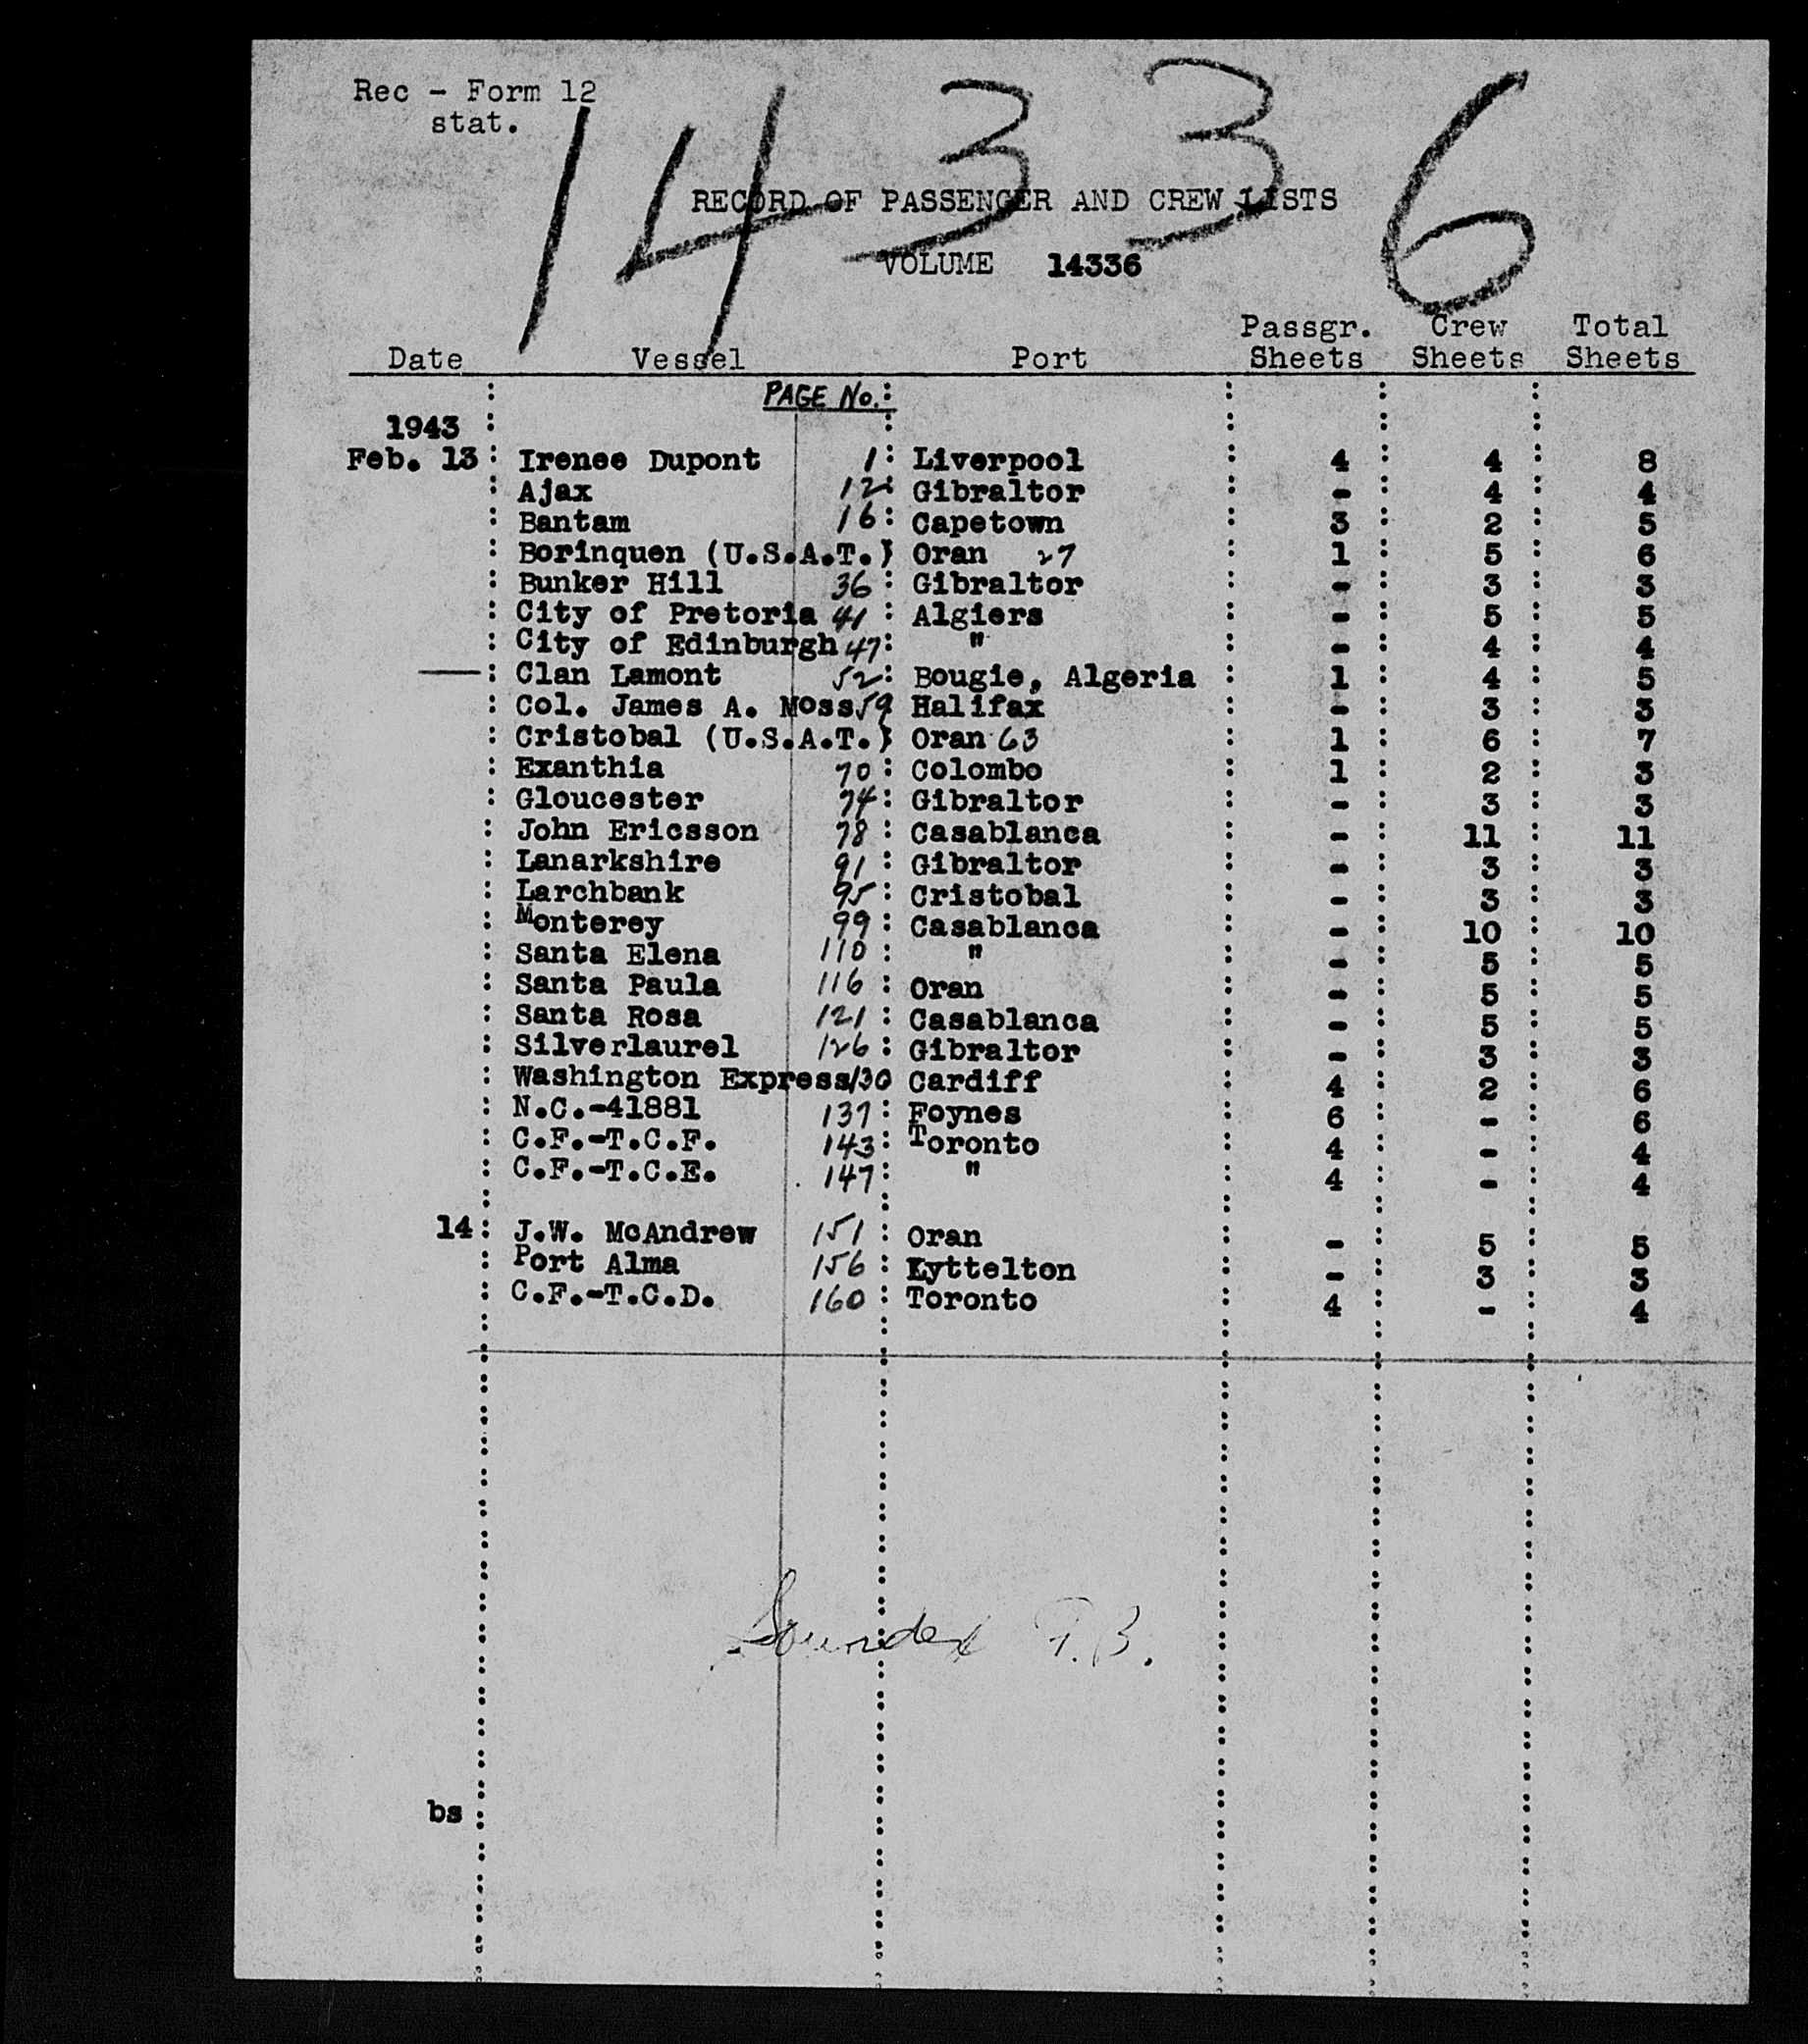 Rec - Form 12
stat.
14336
RECORD OF PASSENGER AND CREW LISTS
VOLUME 14336
Passgr. Crew Total
Date Vessel Port Sheets Sheets Sheets
PAGE No.
1943
Feb. 13 Irenee Dupont 1 Liverpool 4 4 8
Ajax 12 Gibraltor - 4 4
Bantam 16 Capetown 3 2 5
Borinquen (U.S.A.T.) Oran 27 1 5 6
Bunker Hill 36 Gibraltor - 3 3
City of Pretoria 41 Algiers - 5 5
City of Edinburgh 47 " - 4 4
Clan Lamont 52 Bougie, Algeria 1 4 5
Col. James A. Moss 59 Halifax - 3 3
Cristobal (U.S.A.T.) Oran 63 1 6 7
Exanthia 70 Colombo 1 2 3
Gloucester 74 Gibraltor - 3 3
John Ericsson 78 Casablanca - 11 11
Lanarkshire 91 Gibraltor - 3 3
Larchbank 95 Cristobal - 3 3
Monterey 99 Casablanca - 10 10
Santa Elena 110 " - 5 5
Santa Paula 116 Oran - 5 5
Santa Rosa 121 Casablanca - 5 5
Silverlaurel 126 Gibraltor - 3 3
Washington Express 130 Cardiff 4 2 6
N.C.-41881 137 Foynes 6 - 6
C.F.-T.C.F. 143 Toronto 4 - 4
C.F.-T.C.E. 147 " 4 - 4
14 J.W. McAndrew 151 Oran - 5 5
Port Alma 156 Lyttelton - 3 3
C.F.-T.C.D. 160 Toronto 4 - 4
Soundex T.B.
bs